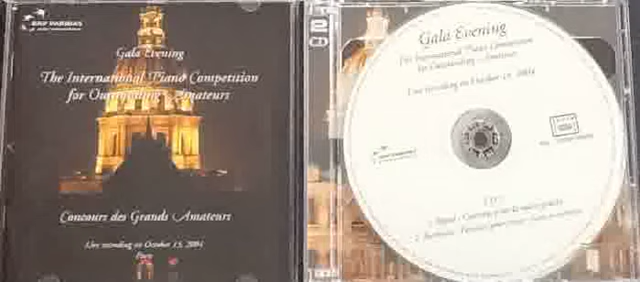 BNP PARIBAS
Gala Evening
The International Piano Competition
for Outstanding Amateurs
Concours des Grands Amateurs
Live recording on October 15, 2004
Paris
2
Gala Evening
The International Piano Competition
for Outstanding Amateurs
Live recording on October 15, 2004
CD 1